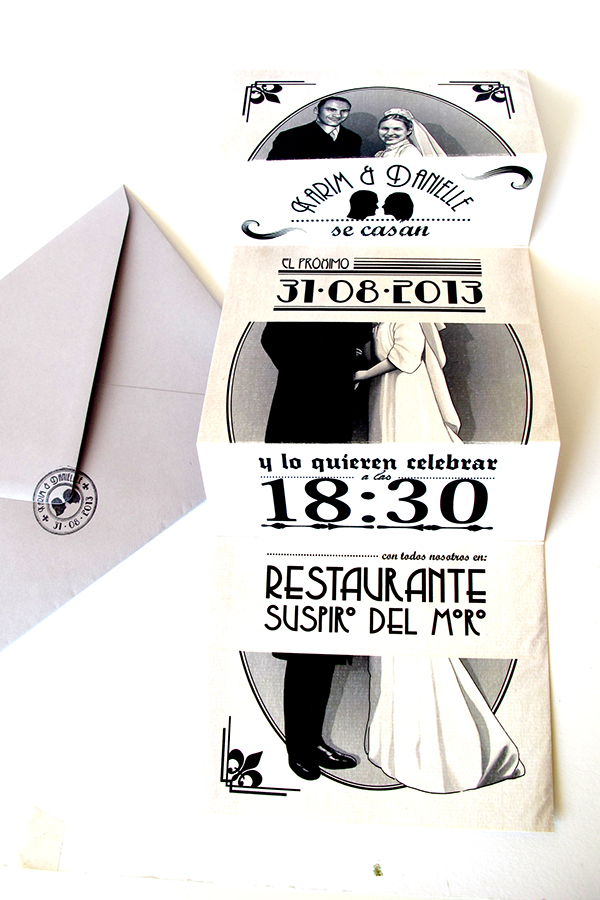 KARIM & DANIELLE
se casan
EL PRÓXIMO
31·08·2013
y lo quieren celebrar
a las
18:30
con todos nosotros en:
RESTAURANTE
SUSPIRO DEL MORO
KARIM & DANIELLE
31·08·2013